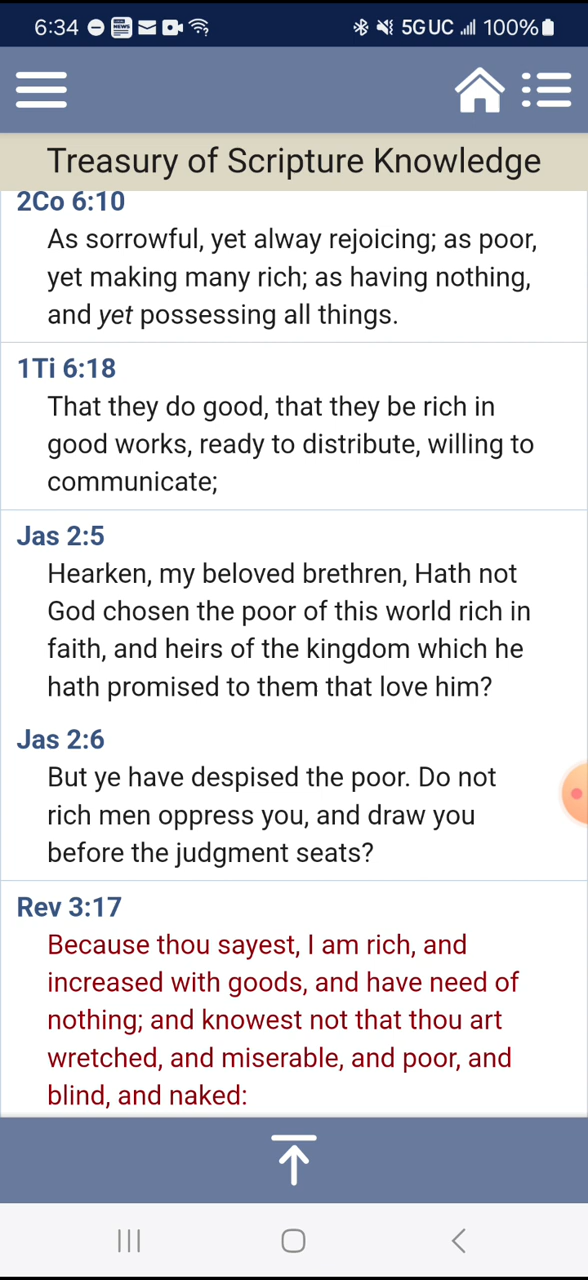 6:34
NEWS
5GUC
100%
Treasury of Scripture Knowledge
2Co 6:10
As sorrowful, yet alway rejoicing; as poor,
yet making many rich; as having nothing,
and yet possessing all things.
1Ti 6:18
That they do good, that they be rich in
good works, ready to distribute, willing to
communicate;
Jas 2:5
Hearken, my beloved brethren, Hath not
God chosen the poor of this world rich in
faith, and heirs of the kingdom which he
hath promised to them that love him?
Jas 2:6
But ye have despised the poor. Do not
rich men oppress you, and draw you
before the judgment seats?
Rev 3:17
Because thou sayest, I am rich, and
increased with goods, and have need of
nothing; and knowest not that thou art
wretched, and miserable, and poor, and
blind, and naked: